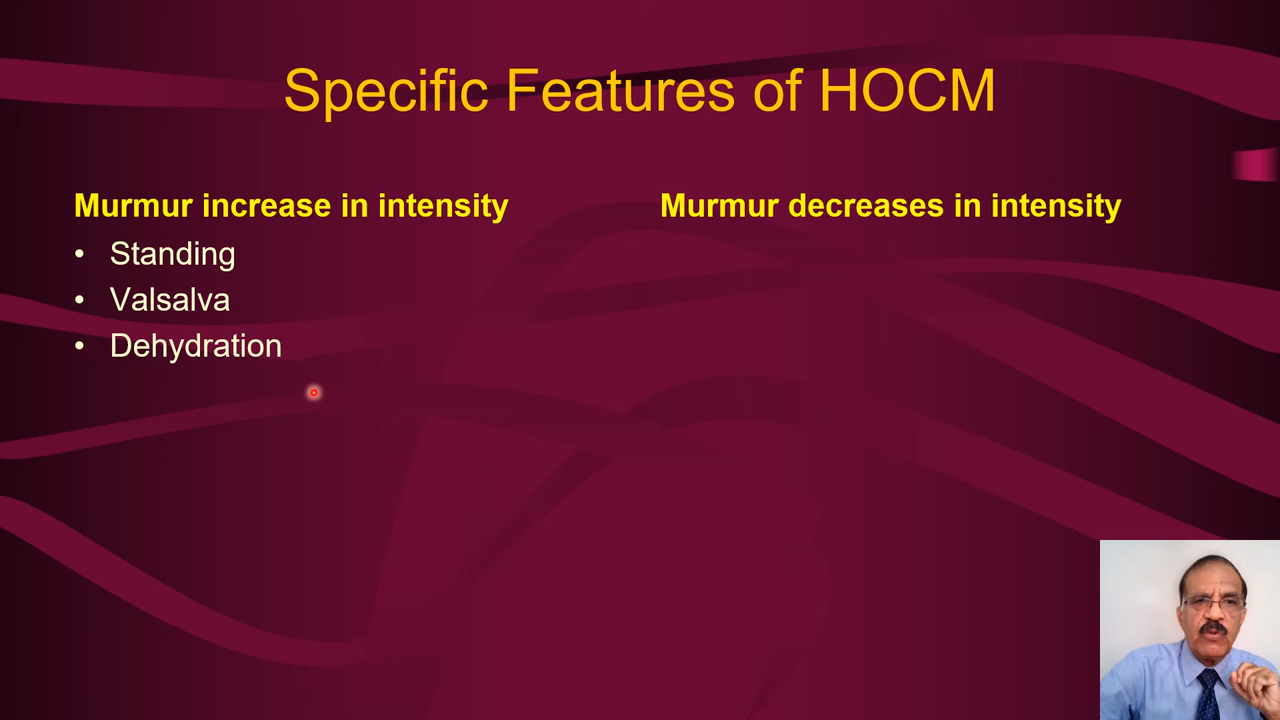 Specific Features of HOCM
Murmur increase in intensity
• Standing
• Valsalva
• Dehydration
Murmur decreases in intensity